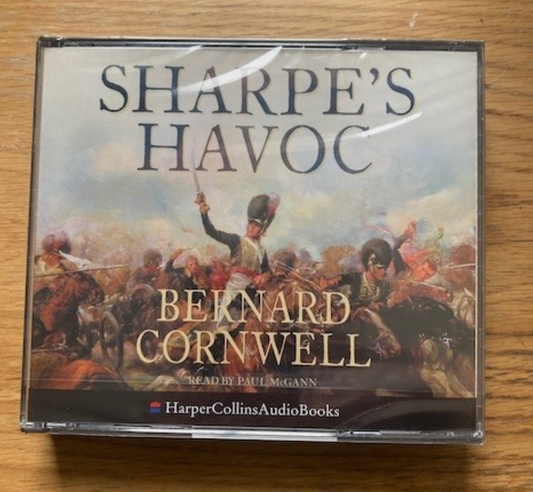 SHARPE'S
HAVOC
BERNARD
CORNWELL
READ BY PAUL McGANN
HarperCollinsAudioBooks